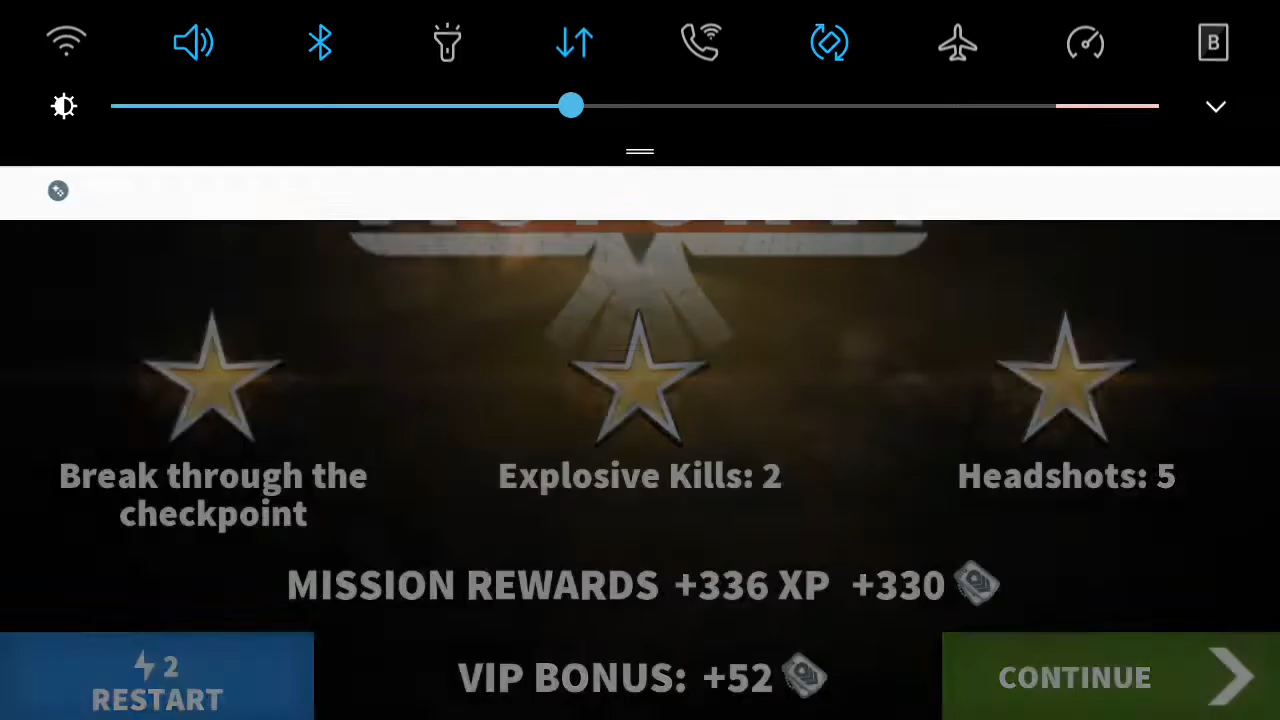 B
Break through the
checkpoint
Explosive Kills: 2
Headshots: 5
MISSION REWARDS +336 XP +330
2
RESTART
VIP BONUS: +52
CONTINUE